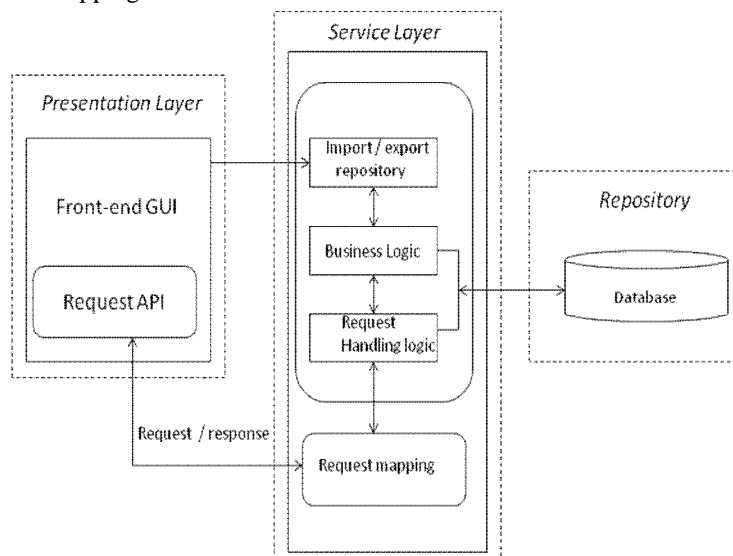 Service Layer
Presentation Layer
Import / export
repository
Front-end GUI
Repository
Business Logic
Request API
Database
Request
Handling logic
Request / response
Request mapping